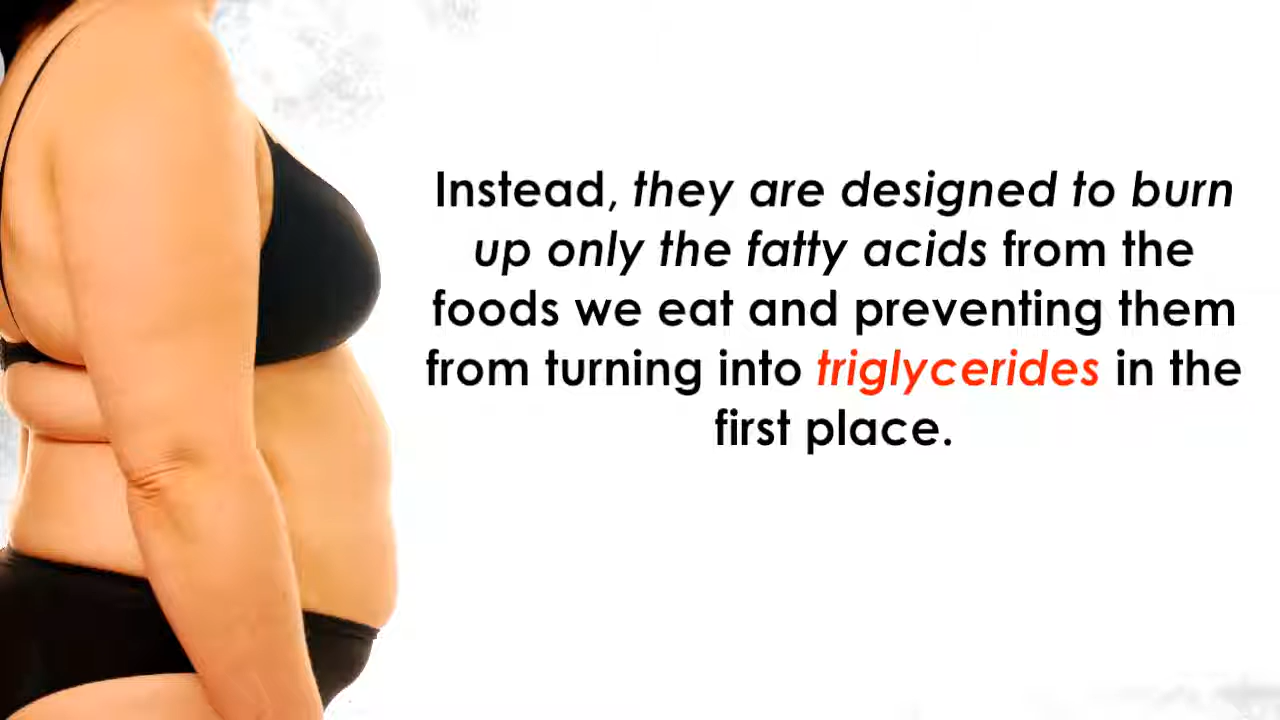 Instead, they are designed to burn
up only the fatty acids from the
foods we eat and preventing them
from turning into triglycerides in the
first place.